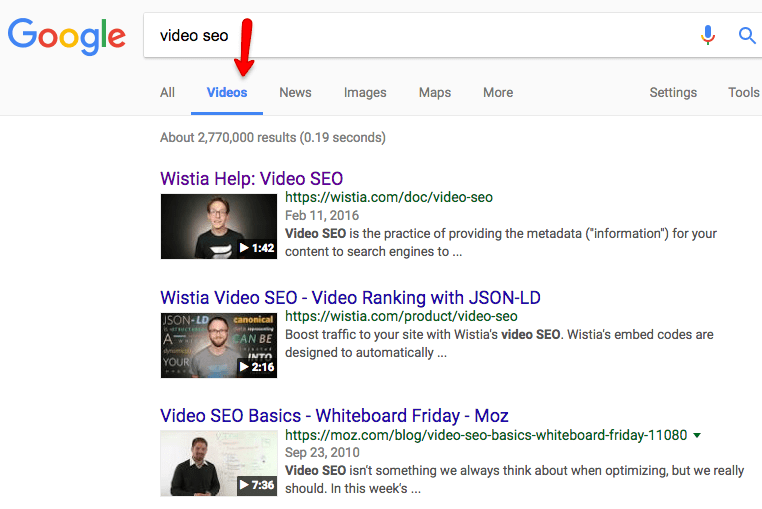 Google
video seo
All Videos News Images Maps More Settings Tools
About 2,770,000 results (0.19 seconds)
Wistia Help: Video SEO
https://wistia.com/doc/video-seo
Feb 11, 2016
Video SEO is the practice of providing the metadata ("information") for your
content to search engines to ...
1:42
Wistia Video SEO - Video Ranking with JSON-LD
https://wistia.com/product/video-seo
Boost traffic to your site with Wistia's video SEO. Wistia's embed codes are
designed to automatically ...
JSON-LD
canonical
CAN BE
YOUR
INTO
2:16
Video SEO Basics - Whiteboard Friday - Moz
https://moz.com/blog/video-seo-basics-whiteboard-friday-11080
Sep 23, 2010
Video SEO isn't something we always think about when optimizing, but we really
should. In this week's ...
7:36